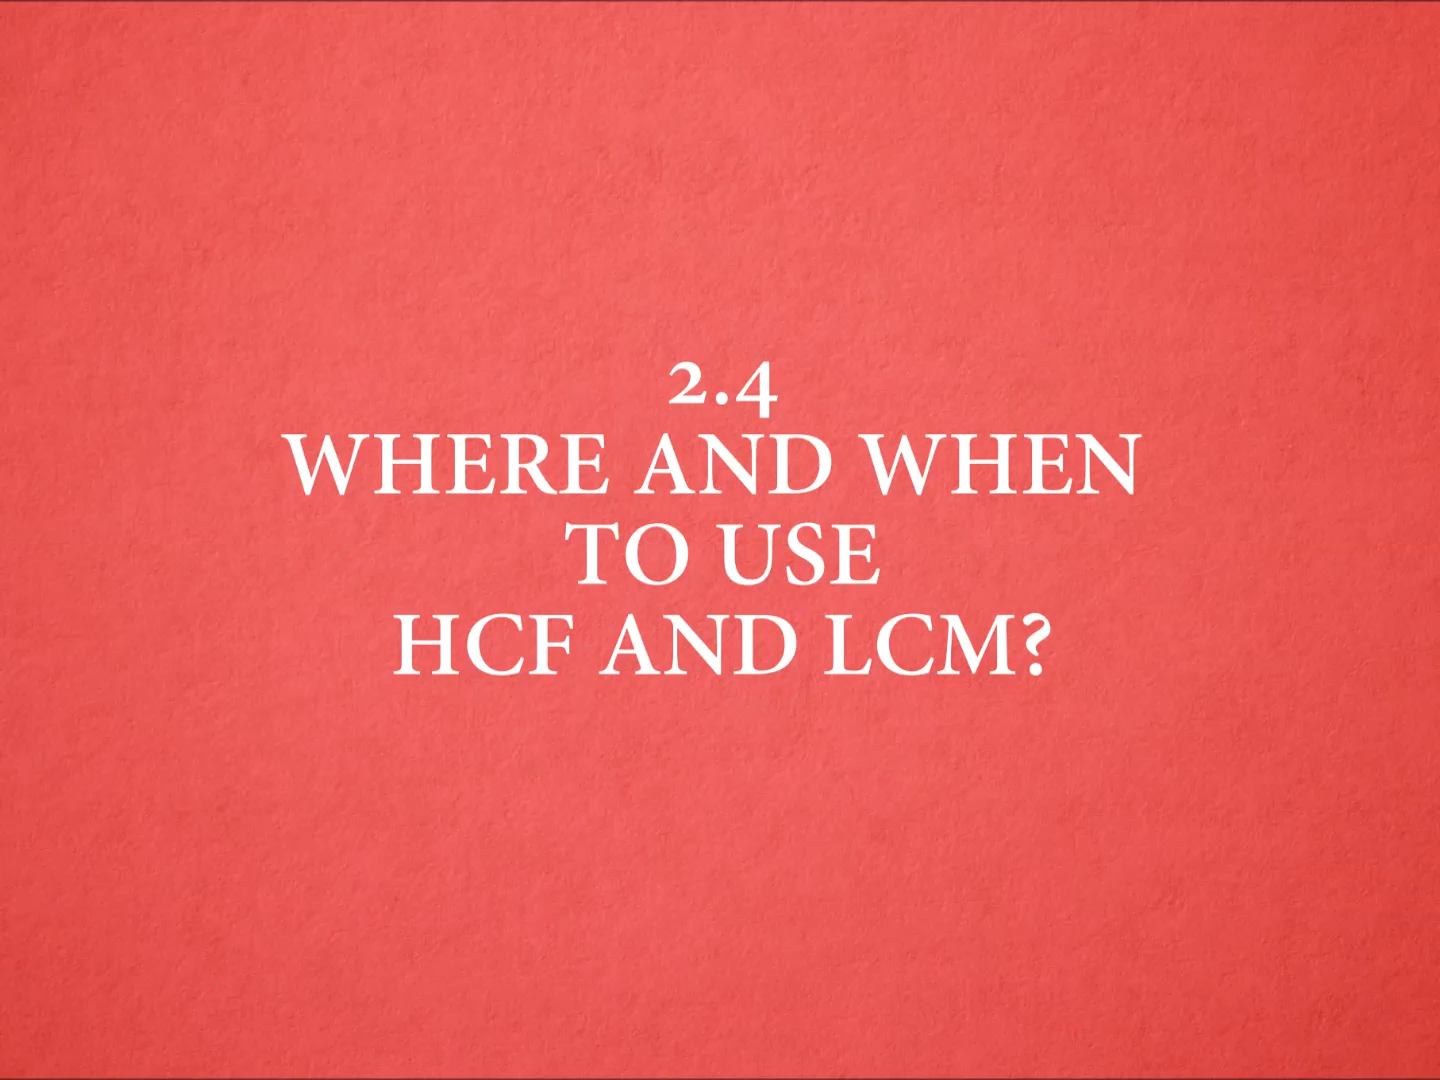 2.4
WHERE AND WHEN
TO USE
HCF AND LCM?